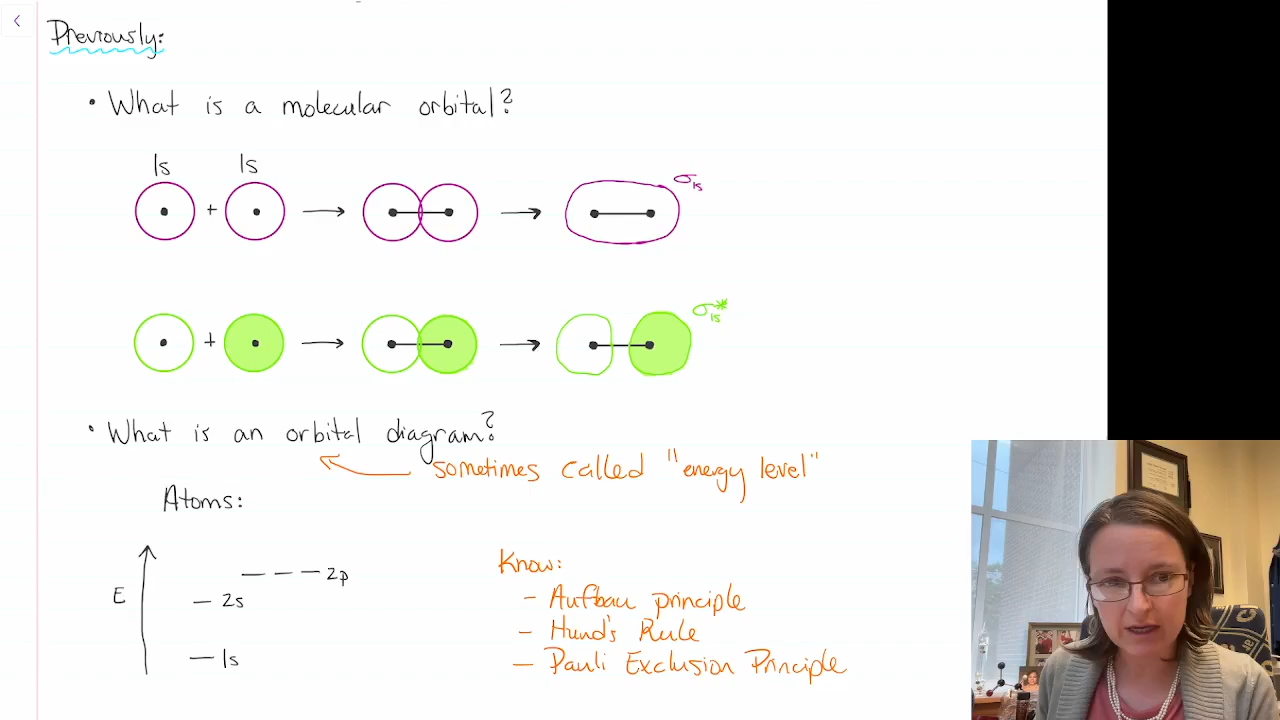 Previously:
• What is a molecular orbital?
1s 1s
+ → → σ1s
+ → → σ*1s
• What is an orbital diagram?
sometimes called "energy level"
Atoms:
E
2p
2s
1s
Know:
- Aufbau principle
- Hund's Rule
- Pauli Exclusion Principle